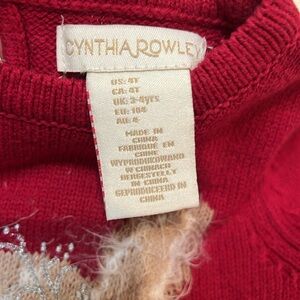 CYNTHIA ROWLEY
US: 4T
CA: 4T
UK: 3-4yrs
EU: 104
AU: 4
MADE IN
CHINA
FABRIQUE EN
CHINE
WYPRODUKOWANO
W CHINACH
HERGESTELLT
IN CHINA
GEPRODUCEERD IN
CHINA